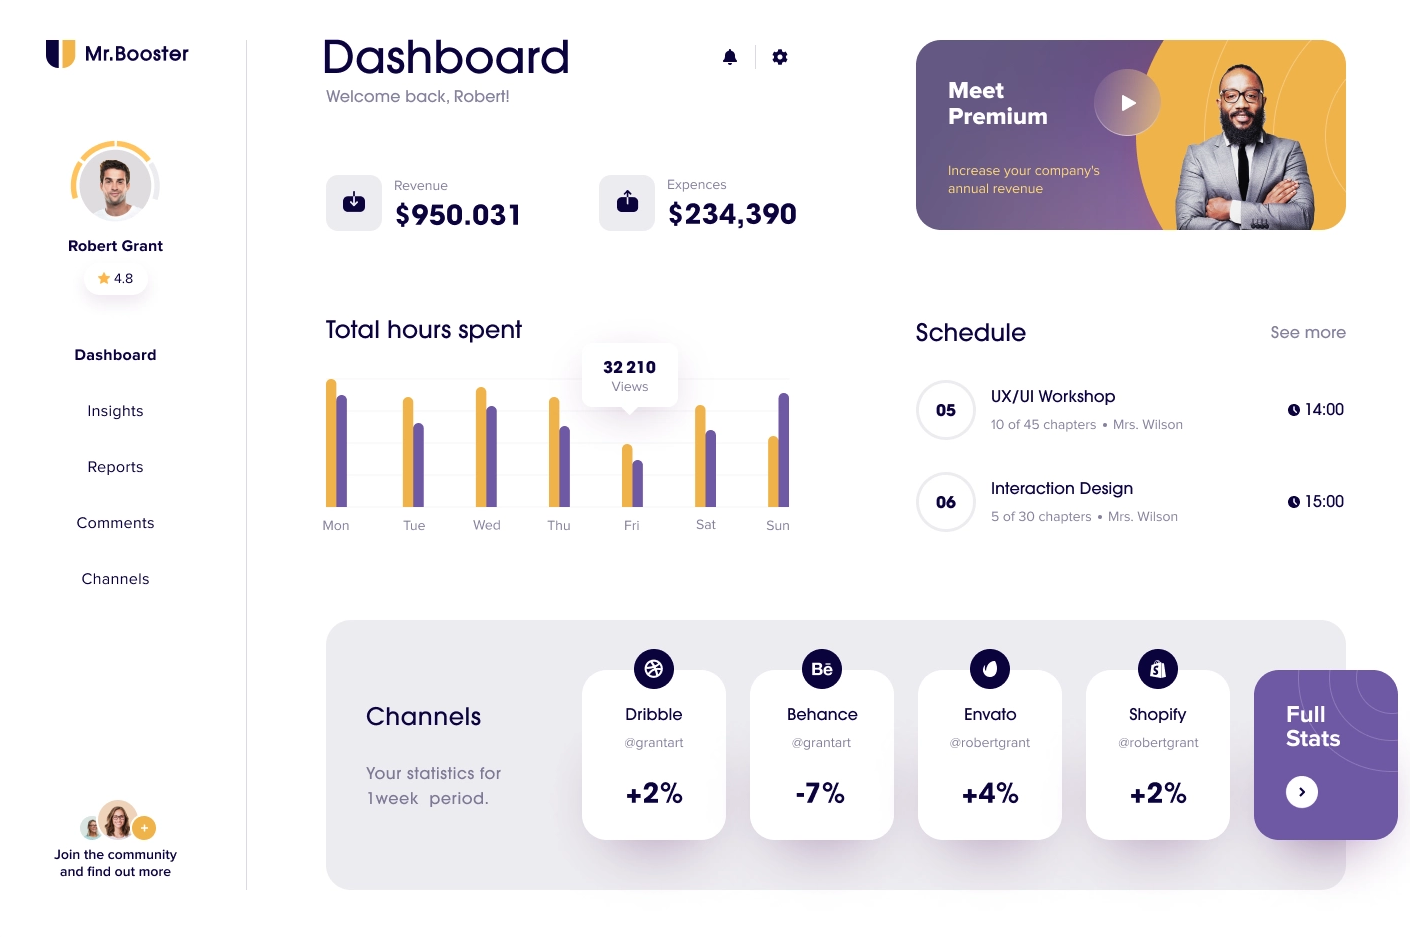 Mr.Booster
Robert Grant
4.8
Dashboard
Insights
Reports
Comments
Channels
Join the community
and find out more
Dashboard
Welcome back, Robert!
Revenue
$950.031
Expences
$234,390
Meet
Premium
Increase your company's
annual revenue
Total hours spent
32 210
Views
Mon Tue Wed Thu Fri Sat Sun
Schedule
See more
05
UX/UI Workshop
10 of 45 chapters • Mrs. Wilson
14:00
06
Interaction Design
5 of 30 chapters • Mrs. Wilson
15:00
Channels
Your statistics for
1week period.
Dribble
@grantart
+2%
Bē
Behance
@grantart
-7%
Envato
@robertgrant
+4%
S
Shopify
@robertgrant
+2%
Full
Stats